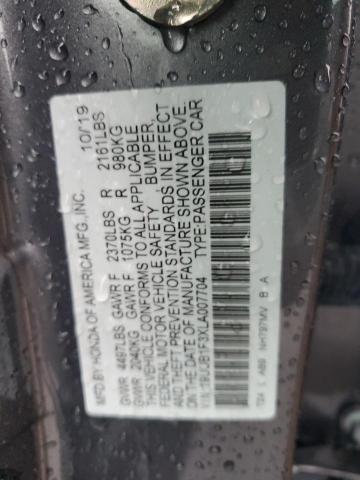 MFD.BY HONDA OF AMERICA MFG.,INC. 10/19
GVWR 4497LBS GAWR F 2370LBS R 2161LBS
GVWR 2040KG GAWR F 1075KG R 980KG
THIS VEHICLE CONFORMS TO ALL APPLICABLE
FEDERAL MOTOR VEHICLE SAFETY, BUMPER,
AND THEFT PREVENTION STANDARDS IN EFFECT
ON THE DATE OF MANUFACTURE SHOWN ABOVE.
19UUB1F3XLA007704 TYPE:PASSENGER CAR
NH797MV B A